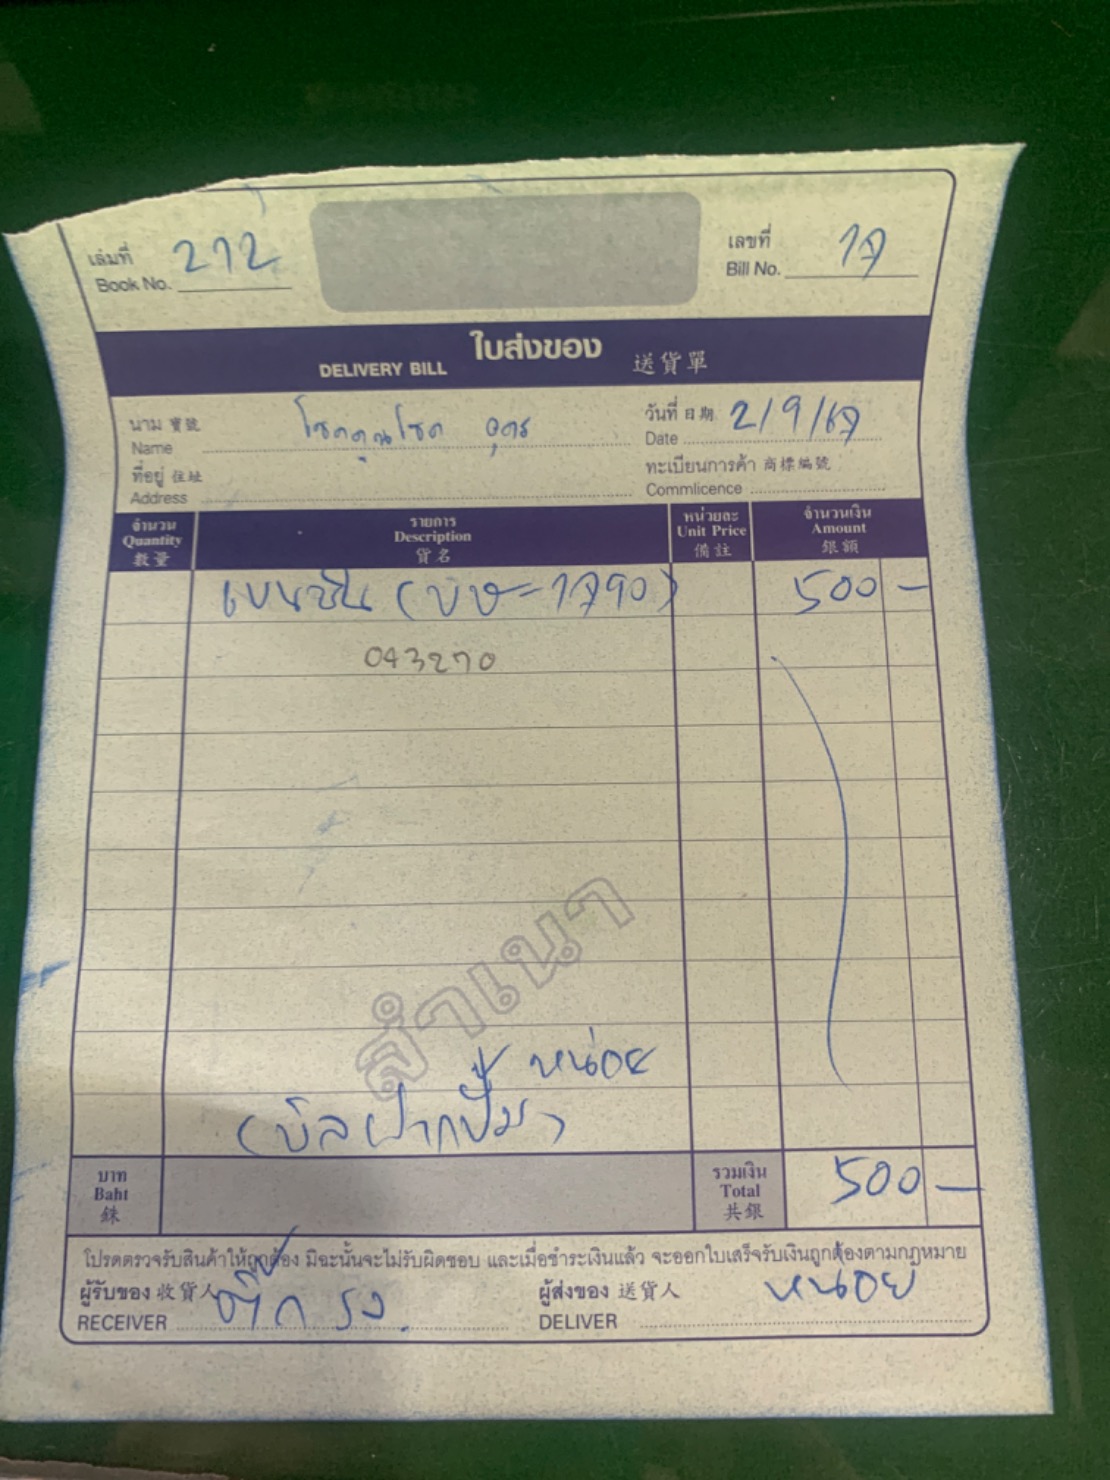 เล่มที่ 272
Book No.
เลขที่ 17
Bill No.
ใบส่งของ
DELIVERY BILL 送貨單
นาม 寶號 โชคคูณโชค อุดร
Name
วันที่ 日期 2/9/67
Date
ที่อยู่ 住址
Address
ทะเบียนการค้า 商標編號
Commlicence
จำนวน รายการ หน่วยละ จำนวนเงิน
Quantity Description Unit Price Amount
數量 貨名 備註 銀額
เบนซิน (บษ-1790) 500 -
043270
สำเนา
หน่อย
(บิลฝากปั๊ม)
บาท รวมเงิน
Baht Total 500 -
銖 共銀
โปรดตรวจรับสินค้าให้ถูกต้อง มิฉะนั้นจะไม่รับผิดชอบ และเมื่อชำระเงินแล้ว จะออกใบเสร็จรับเงินถูกต้องตามกฎหมาย
ผู้รับของ 收貨人
RECEIVER
ผู้ส่งของ 送貨人 หน่อย
DELIVER